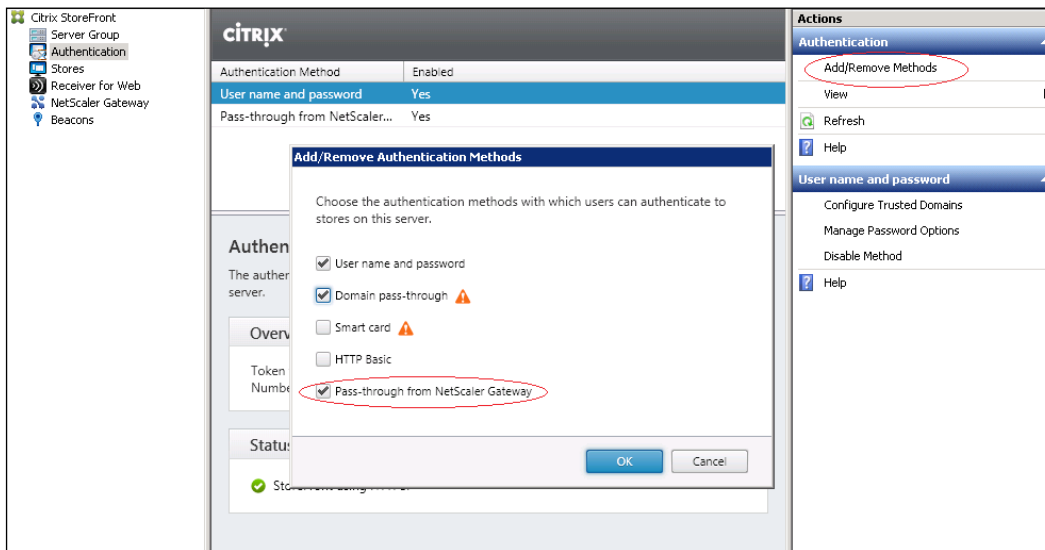 Citrix StoreFront
Server Group
Authentication
Stores
Receiver for Web
NetScaler Gateway
Beacons
CITRIX
Authentication Method Enabled
User name and password Yes
Pass-through from NetScaler... Yes
Add/Remove Authentication Methods
Choose the authentication methods with which users can authenticate to
stores on this server.
User name and password
Domain pass-through
Smart card
HTTP Basic
Pass-through from NetScaler Gateway
OK Cancel
Authen
The authen
server.
Overv
Token
Numbe
Status
Actions
Authentication
Add/Remove Methods
View
Refresh
Help
User name and password
Configure Trusted Domains
Manage Password Options
Disable Method
Help